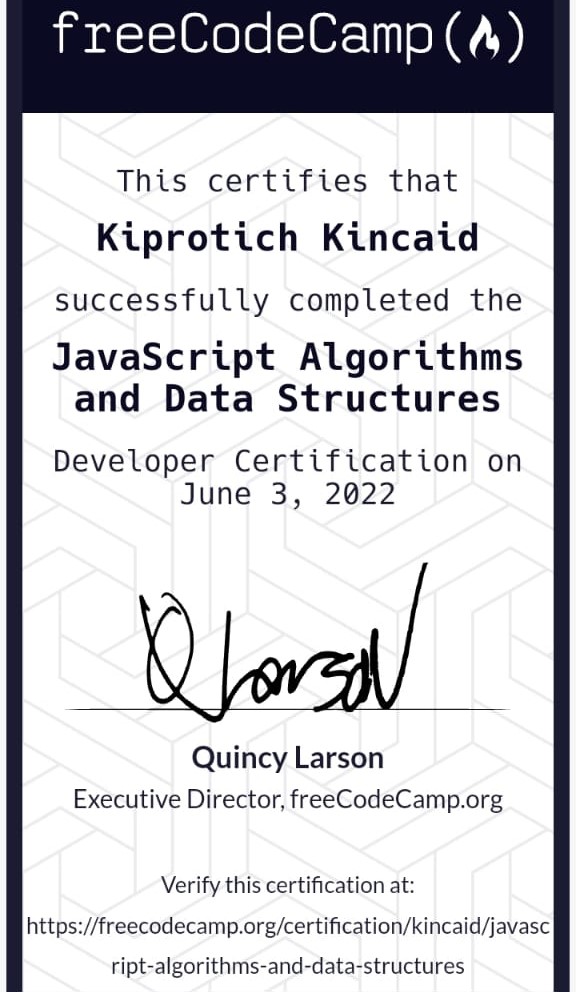 freeCodeCamp(🔥)
This certifies that
Kiprotich Kincaid
successfully completed the
JavaScript Algorithms
and Data Structures
Developer Certification on
June 3, 2022
Quincy Larson
Executive Director, freeCodeCamp.org
Verify this certification at:
https://freecodecamp.org/certification/kincaid/javasc
ript-algorithms-and-data-structures